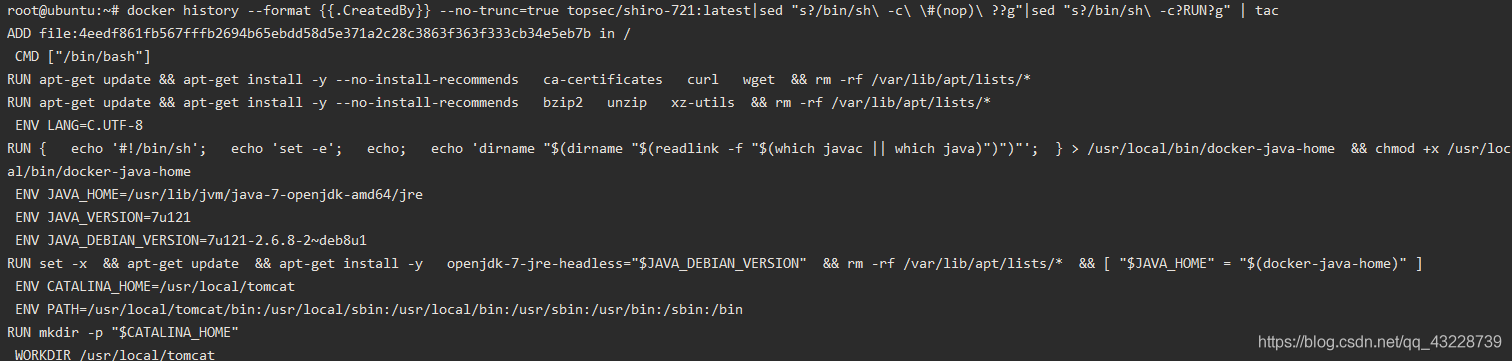 root@ubuntu:~# docker history --format {{.CreatedBy}} --no-trunc=true topsec/shiro-721:latest|sed "s?/bin/sh\ -c\ \#(nop)\ ??g"|sed "s?/bin/sh\ -c?RUN?g" | tac
ADD file:4eedf861fb567fffb2694b65ebdd58d5e371a2c28c3863f363f333cb34e5eb7b in /
 CMD ["/bin/bash"]
RUN apt-get update && apt-get install -y --no-install-recommends   ca-certificates   curl   wget  && rm -rf /var/lib/apt/lists/*
RUN apt-get update && apt-get install -y --no-install-recommends   bzip2   unzip   xz-utils  && rm -rf /var/lib/apt/lists/*
 ENV LANG=C.UTF-8
RUN {   echo '#!/bin/sh';   echo 'set -e';   echo;   echo 'dirname "$(dirname "$(readlink -f "$(which javac || which java)")")"';  } > /usr/local/bin/docker-java-home  && chmod +x /usr/loc
al/bin/docker-java-home
 ENV JAVA_HOME=/usr/lib/jvm/java-7-openjdk-amd64/jre
 ENV JAVA_VERSION=7u121
 ENV JAVA_DEBIAN_VERSION=7u121-2.6.8-2~deb8u1
RUN set -x  && apt-get update  && apt-get install -y   openjdk-7-jre-headless="$JAVA_DEBIAN_VERSION"  && rm -rf /var/lib/apt/lists/*  && [ "$JAVA_HOME" = "$(docker-java-home)" ]
 ENV CATALINA_HOME=/usr/local/tomcat
 ENV PATH=/usr/local/tomcat/bin:/usr/local/sbin:/usr/local/bin:/usr/sbin:/usr/bin:/sbin:/bin
RUN mkdir -p "$CATALINA_HOME"
 WORKDIR /usr/local/tomcat
https://blog.csdn.net/qq_43228739